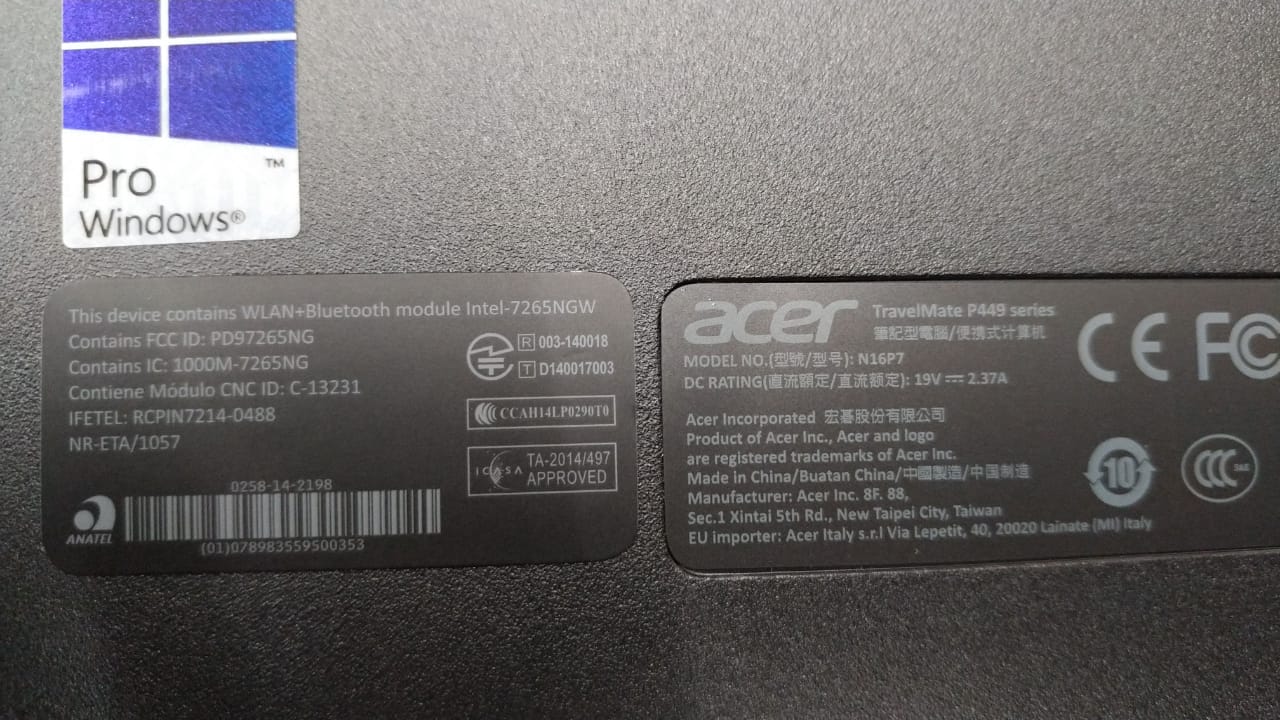 Pro
™
Windows®
This device contains WLAN+Bluetooth module Intel-7265NGW
Contains FCC ID: PD97265NG
Contains IC: 1000M-7265NG
Contiene Módulo CNC ID: C-13231
IFETEL: RCPIN7214-0488
NR-ETA/1057
R 003-140018
T D140017003
CCAH14LP0290T0
ICASA
TA-2014/497
APPROVED
0258-14-2198
ANATEL
(01)078983559500353
acer
TravelMate P449 series
筆記型電腦/便携式计算机
MODEL NO.(型號/型号): N16P7
DC RATING(直流額定/直流额定): 19V ⎓ 2.37A
Acer Incorporated 宏碁股份有限公司
Product of Acer Inc., Acer and logo
are registered trademarks of Acer Inc.
Made in China/Buatan China/中國製造/中国制造
Manufacturer: Acer Inc. 8F. 88,
Sec.1 Xintai 5th Rd., New Taipei City, Taiwan
EU importer: Acer Italy s.r.l Via Lepetit, 40, 20020 Lainate (MI) Italy
CE FC
10
CCC S&E